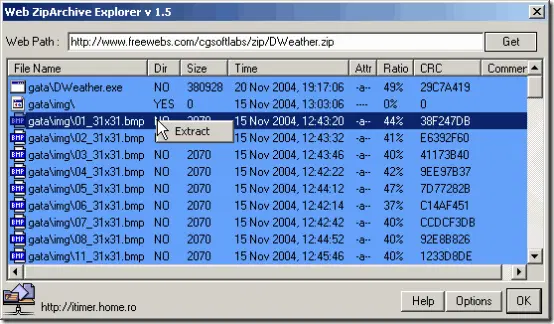 Web ZipArchive Explorer v 1.5
Web Path : http://www.freewebs.com/cgsoftlabs/zip/DWeather.zip Get
File Name Dir Size Time Attr Ratio CRC Commer
gata\DWeather.exe NO 380928 20 Nov 2004, 19:17:06 -a-- 49% 29C7A419
gata\img\ YES 0 15 Nov 2004, 13:03:06 ---- 0% 0
gata\img\01_31x31.bmp NO 2070 15 Nov 2004, 12:43:20 -a-- 44% 38F247DB
Extract
gata\img\02_31x31.bmp 15 Nov 2004, 12:43:32 -a-- 41% E6392F60
gata\img\03_31x31.bmp NO 2070 15 Nov 2004, 12:43:46 -a-- 40% 41173B40
gata\img\04_31x31.bmp NO 2070 15 Nov 2004, 12:42:22 -a-- 42% 9EE97B37
gata\img\05_31x31.bmp NO 2070 15 Nov 2004, 12:44:12 -a-- 47% 7D77282B
gata\img\06_31x31.bmp NO 2070 15 Nov 2004, 12:42:14 -a-- 37% C14AF451
gata\img\07_31x31.bmp NO 2070 15 Nov 2004, 12:42:42 -a-- 40% CCDCF3DB
gata\img\08_31x31.bmp NO 2070 15 Nov 2004, 12:44:52 -a-- 40% 92E8B826
gata\img\11_31x31.bmp NO 2070 15 Nov 2004, 12:45:46 -a-- 40% 1233D8DE
http://itimer.home.ro Help Options OK